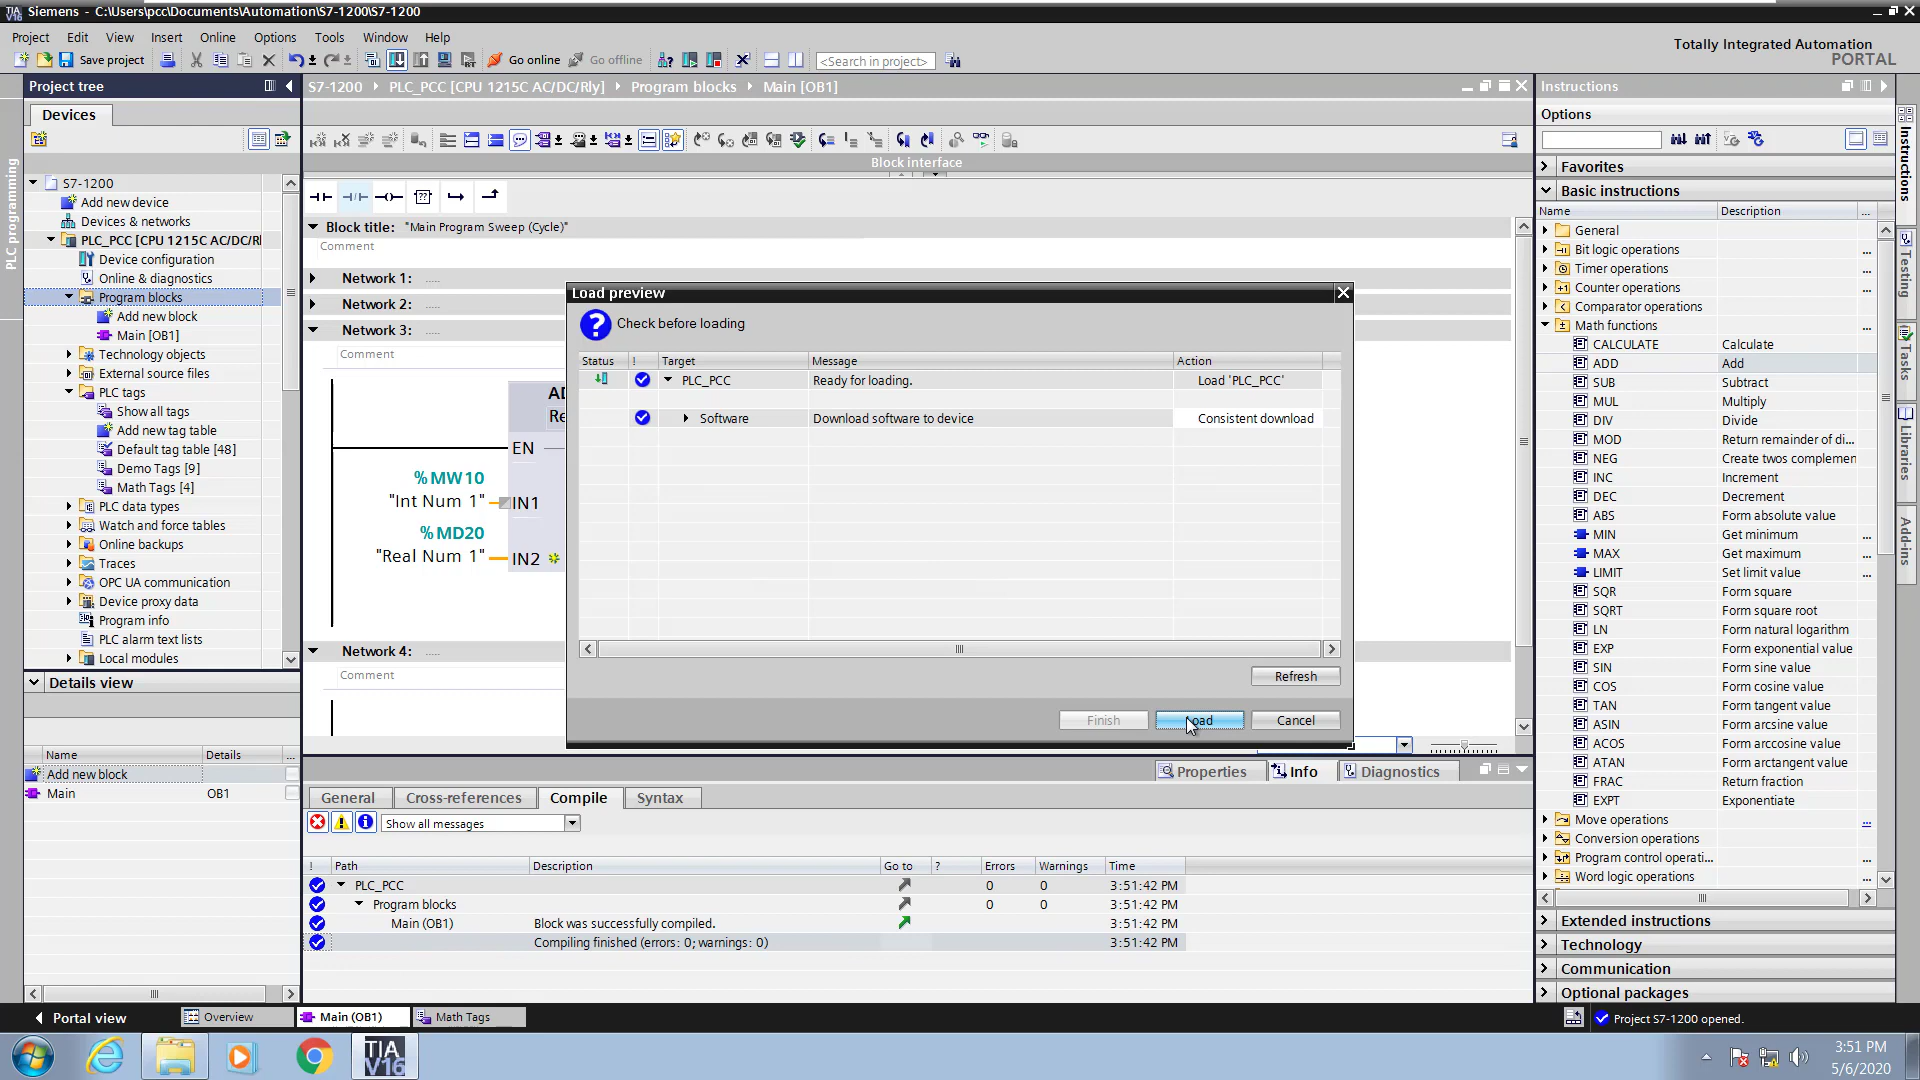 Siemens - C:\Users\pcc\Documents\Automation\S7-1200\S7-1200
Project Edit View Insert Online Options Tools Window Help
Totally Integrated Automation
PORTAL
Save project
Go online
Go offline
<Search in project>
Project tree
S7-1200 PLC_PCC [CPU 1215C AC/DC/Rly] Program blocks Main [OB1]
Instructions
Devices
Options
PLC programming
Block interface
S7-1200
Add new device
Devices & networks
PLC_PCC [CPU 1215C AC/DC/Rl
Device configuration
Online & diagnostics
Program blocks
Add new block
Main [OB1]
Technology objects
External source files
PLC tags
Show all tags
Add new tag table
Default tag table [48]
Demo Tags [9]
Math Tags [4]
PLC data types
Watch and force tables
Online backups
Traces
OPC UA communication
Device proxy data
Program info
PLC alarm text lists
Local modules
Details view
Name Details ...
Add new block
Main OB1
Block title: "Main Program Sweep (Cycle)"
Comment
Network 1: .....
Network 2: .....
Network 3: .....
Comment
EN
%MW10
"Int Num 1" IN1
%MD20
"Real Num 1" IN2
Network 4: .....
Comment
Load preview
Check before loading
Status ! Target Message Action
PLC_PCC Ready for loading. Load 'PLC_PCC'
Software Download software to device Consistent download
Refresh
Finish Load Cancel
Properties Info Diagnostics
General Cross-references Compile Syntax
Show all messages
! Path Description Go to ? Errors Warnings Time
PLC_PCC 0 0 3:51:42 PM
Program blocks 0 0 3:51:42 PM
Main (OB1) Block was successfully compiled. 3:51:42 PM
Compiling finished (errors: 0; warnings: 0) 3:51:42 PM
Favorites
Basic instructions
Name Description ...
General
Bit logic operations ...
Timer operations ...
Counter operations ...
Comparator operations
Math functions ...
CALCULATE Calculate
ADD Add
SUB Subtract
MUL Multiply
DIV Divide
MOD Return remainder of di...
NEG Create twos complemen
INC Increment
DEC Decrement
ABS Form absolute value
MIN Get minimum ...
MAX Get maximum ...
LIMIT Set limit value ...
SQR Form square
SQRT Form square root
LN Form natural logarithm
EXP Form exponential value
SIN Form sine value
COS Form cosine value
TAN Form tangent value
ASIN Form arcsine value
ACOS Form arccosine value
ATAN Form arctangent value
FRAC Return fraction
EXPT Exponentiate
Move operations ...
Conversion operations ...
Program control operati... ...
Word logic operations ...
Extended instructions
Technology
Communication
Optional packages
Instructions
Testing
Tasks
Libraries
Add-ins
Portal view Overview Main (OB1) Math Tags
Project S7-1200 opened.
TIA
V16
3:51 PM
5/6/2020